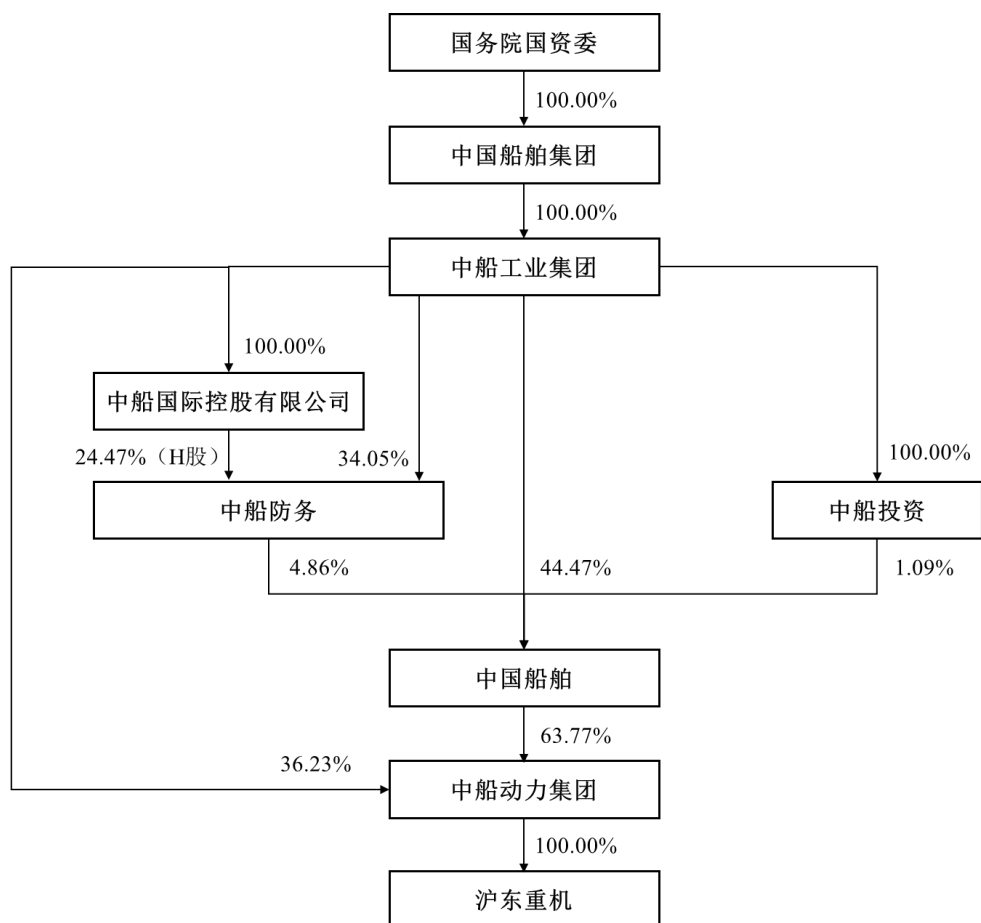 国务院国资委
100.00%
中国船舶集团
100.00%
中船工业集团
100.00%
中船国际控股有限公司
24.47%（H股）
34.05%
100.00%
中船防务
中船投资
4.86%
44.47%
1.09%
中国船舶
63.77%
36.23%
中船动力集团
100.00%
沪东重机